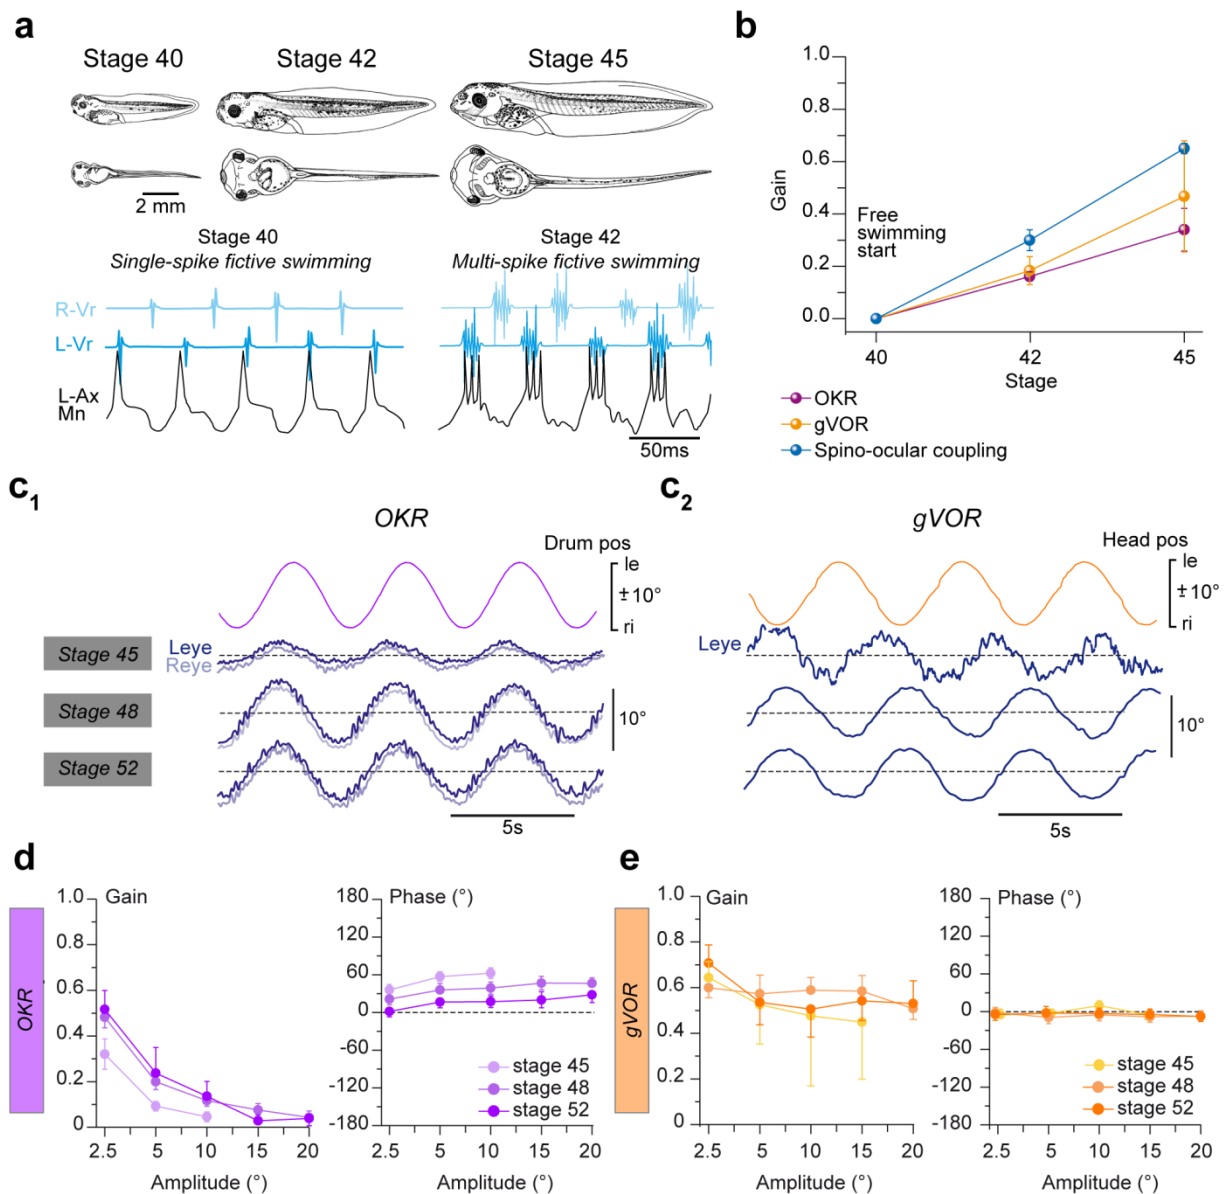 a
Stage 40
Stage 42
Stage 45
2 mm
Stage 40
Single-spike fictive swimming
Stage 42
Multi-spike fictive swimming
R-Vr
L-Vr
L-Ax
Mn
50ms
b
1.0
0.8
0.6
0.4
0.2
0.0
Gain
Free
swimming
start
40
42
45
Stage
OKR
gVOR
Spino-ocular coupling
c1
OKR
Drum pos
le
±10°
ri
Stage 45
Leye
Reye
Stage 48
10°
Stage 52
5s
c2
gVOR
Head pos
le
±10°
ri
Leye
10°
5s
d
OKR
1.0
Gain
0.8
0.6
0.4
0.2
0
2.5
5
10
15
20
Amplitude (°)
180
Phase (°)
120
60
0
-60
-120
-180
stage 45
stage 48
stage 52
2.5
5
10
15
20
Amplitude (°)
e
gVOR
1.0
Gain
0.8
0.6
0.4
0.2
0
2.5
5
10
15
20
Amplitude (°)
180
Phase (°)
120
60
0
-60
-120
-180
stage 45
stage 48
stage 52
2.5
5
10
15
20
Amplitude (°)